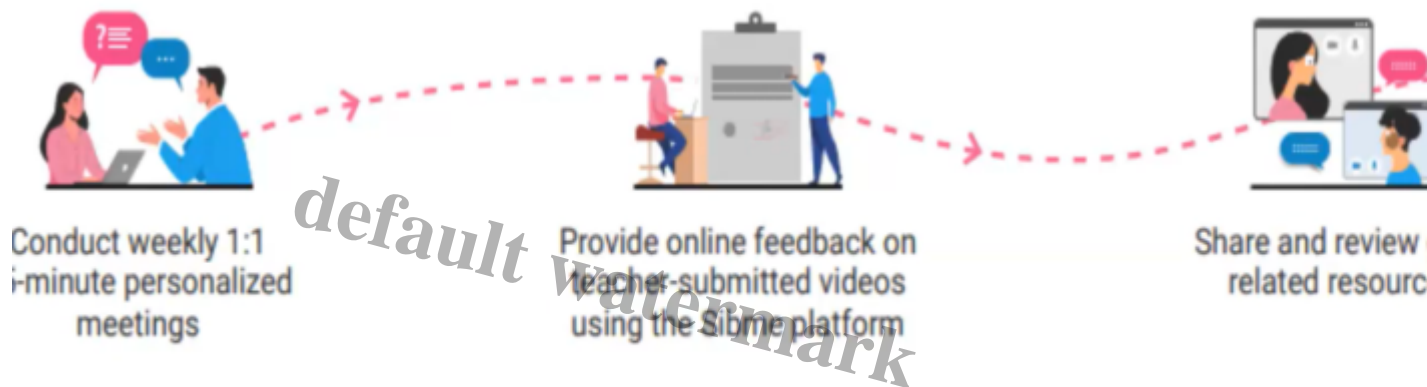 Conduct weekly 1:1
-minute personalized
meetings
Provide online feedback on
teacher-submitted videos
using the Sibme platform
Share and review
related resourc
default watermark